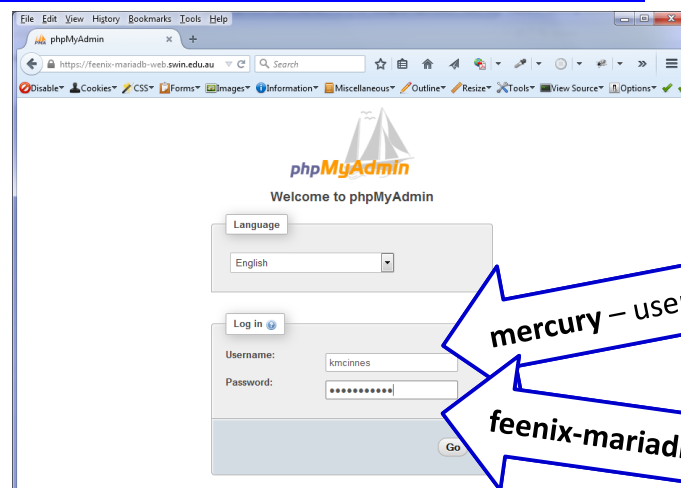 File Edit View History Bookmarks Tools Help
phpMyAdmin
https://feenix-mariadb-web.swin.edu.au
Search
Disable Cookies CSS Forms Images Information Miscellaneous Outline Resize Tools View Source Options
phpMyAdmin
Welcome to phpMyAdmin
Language
English
Log in
mercury – user
Username:
kmcinnes
Password:
•••••••••••
feenix-mariad
Go